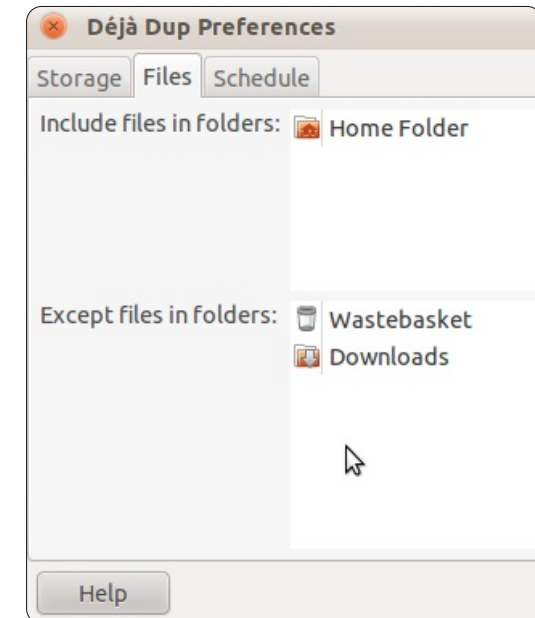 Déjà Dup Preferences
Storage Files Schedule
Include files in folders: Home Folder
Except files in folders: Wastebasket
Downloads
Help